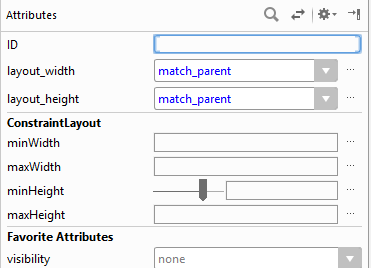 Attributes
ID
layout_width match_parent ...
layout_height match_parent ...
ConstraintLayout
minWidth ...
maxWidth ...
minHeight ...
maxHeight ...
Favorite Attributes
visibility none ...